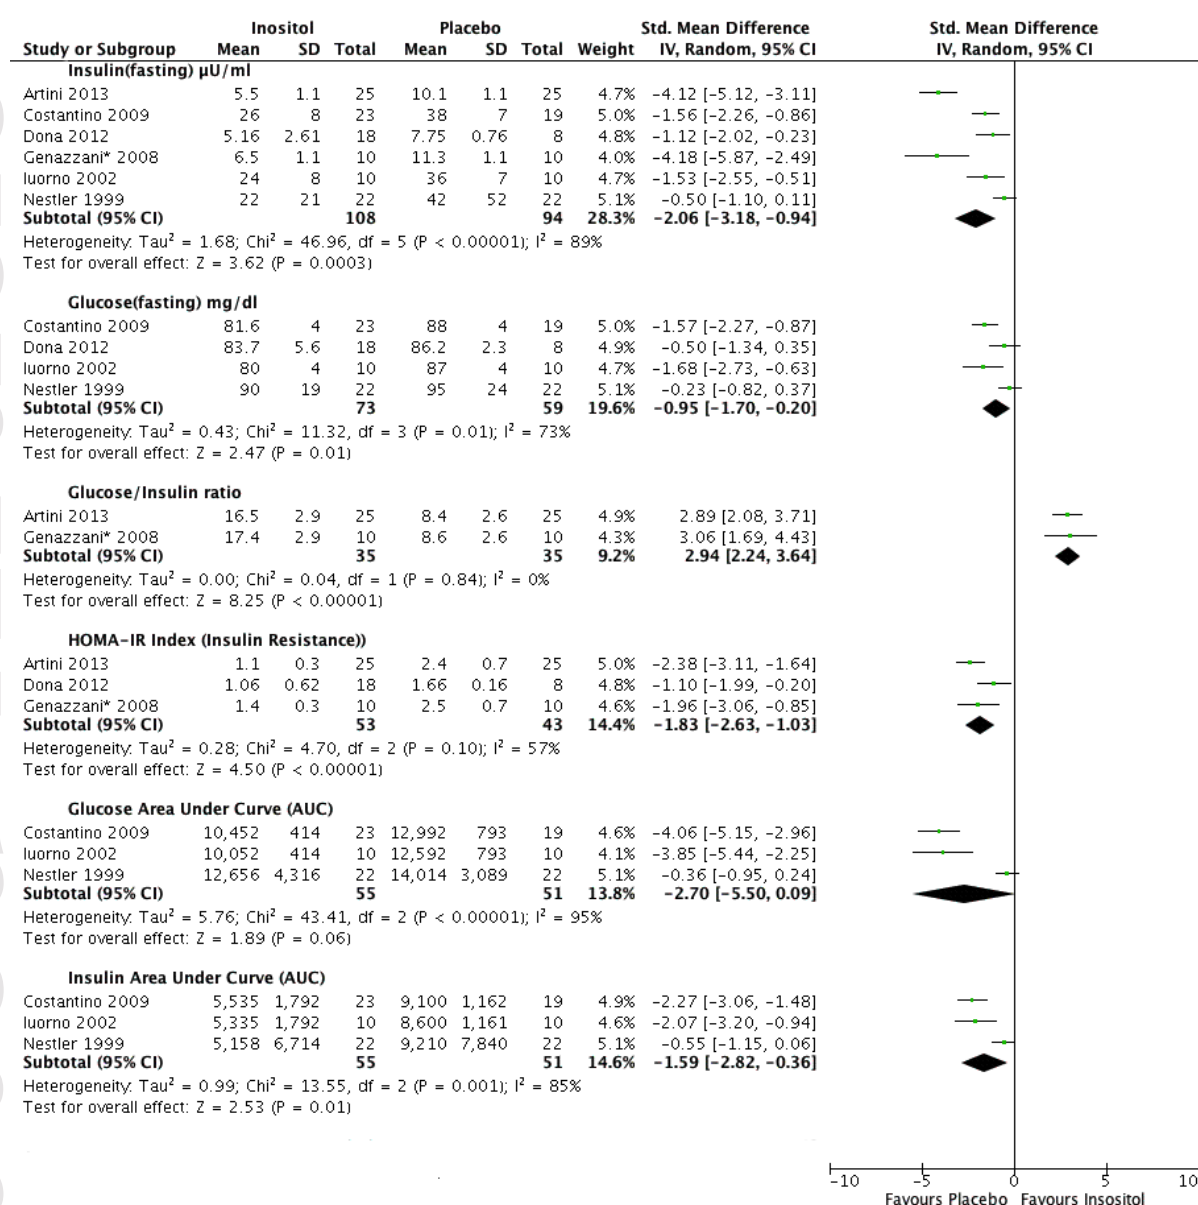 Inositol Placebo Std. Mean Difference Std. Mean Difference
Study or Subgroup Mean SD Total Mean SD Total Weight IV, Random, 95% CI IV, Random, 95% CI
Insulin(fasting) μU/ml
Artini 2013 5.5 1.1 25 10.1 1.1 25 4.7% -4.12 [-5.12, -3.11]
Costantino 2009 26 8 23 38 7 19 5.0% -1.56 [-2.26, -0.86]
Dona 2012 5.16 2.61 18 7.75 0.76 8 4.8% -1.12 [-2.02, -0.23]
Genazzani* 2008 6.5 1.1 10 11.3 1.1 10 4.0% -4.18 [-5.87, -2.49]
Iuorno 2002 24 8 10 36 7 10 4.7% -1.53 [-2.55, -0.51]
Nestler 1999 22 21 22 42 52 22 5.1% -0.50 [-1.10, 0.11]
Subtotal (95% CI) 108 94 28.3% -2.06 [-3.18, -0.94]
Heterogeneity: Tau² = 1.68; Chi² = 46.96, df = 5 (P < 0.00001); I² = 89%
Test for overall effect: Z = 3.62 (P = 0.0003)
Glucose(fasting) mg/dl
Costantino 2009 81.6 4 23 88 4 19 5.0% -1.57 [-2.27, -0.87]
Dona 2012 83.7 5.6 18 86.2 2.3 8 4.9% -0.50 [-1.34, 0.35]
Iuorno 2002 80 4 10 87 4 10 4.7% -1.68 [-2.73, -0.63]
Nestler 1999 90 19 22 95 24 22 5.1% -0.23 [-0.82, 0.37]
Subtotal (95% CI) 73 59 19.6% -0.95 [-1.70, -0.20]
Heterogeneity: Tau² = 0.43; Chi² = 11.32, df = 3 (P = 0.01); I² = 73%
Test for overall effect: Z = 2.47 (P = 0.01)
Glucose/Insulin ratio
Artini 2013 16.5 2.9 25 8.4 2.6 25 4.9% 2.89 [2.08, 3.71]
Genazzani* 2008 17.4 2.9 10 8.6 2.6 10 4.3% 3.06 [1.69, 4.43]
Subtotal (95% CI) 35 35 9.2% 2.94 [2.24, 3.64]
Heterogeneity: Tau² = 0.00; Chi² = 0.04, df = 1 (P = 0.84); I² = 0%
Test for overall effect: Z = 8.25 (P < 0.00001)
HOMA-IR Index (Insulin Resistance))
Artini 2013 1.1 0.3 25 2.4 0.7 25 5.0% -2.38 [-3.11, -1.64]
Dona 2012 1.06 0.62 18 1.66 0.16 8 4.8% -1.10 [-1.99, -0.20]
Genazzani* 2008 1.4 0.3 10 2.5 0.7 10 4.6% -1.96 [-3.06, -0.85]
Subtotal (95% CI) 53 43 14.4% -1.83 [-2.63, -1.03]
Heterogeneity: Tau² = 0.28; Chi² = 4.70, df = 2 (P = 0.10); I² = 57%
Test for overall effect: Z = 4.50 (P < 0.00001)
Glucose Area Under Curve (AUC)
Costantino 2009 10,452 414 23 12,992 793 19 4.6% -4.06 [-5.15, -2.96]
Iuorno 2002 10,052 414 10 12,592 793 10 4.1% -3.85 [-5.44, -2.25]
Nestler 1999 12,656 4,316 22 14,014 3,089 22 5.1% -0.36 [-0.95, 0.24]
Subtotal (95% CI) 55 51 13.8% -2.70 [-5.50, 0.09]
Heterogeneity: Tau² = 5.76; Chi² = 43.41, df = 2 (P < 0.00001); I² = 95%
Test for overall effect: Z = 1.89 (P = 0.06)
Insulin Area Under Curve (AUC)
Costantino 2009 5,535 1,792 23 9,100 1,162 19 4.9% -2.27 [-3.06, -1.48]
Iuorno 2002 5,335 1,792 10 8,600 1,161 10 4.6% -2.07 [-3.20, -0.94]
Nestler 1999 5,158 6,714 22 9,210 7,840 22 5.1% -0.55 [-1.15, 0.06]
Subtotal (95% CI) 55 51 14.6% -1.59 [-2.82, -0.36]
Heterogeneity: Tau² = 0.99; Chi² = 13.55, df = 2 (P = 0.001); I² = 85%
Test for overall effect: Z = 2.53 (P = 0.01)
-10 -5 0 5 10
Favours Placebo Favours Insositol